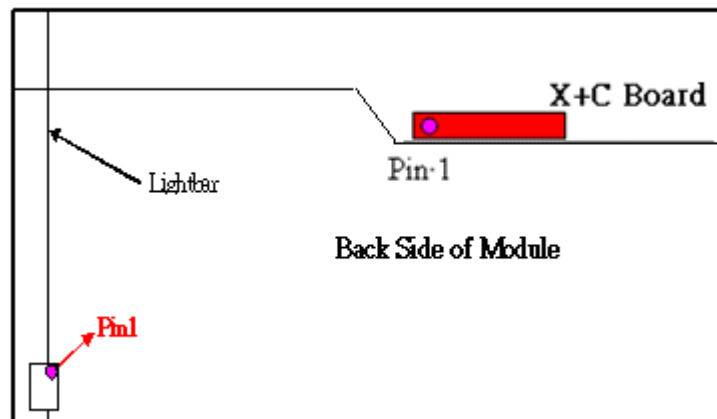 X+C Board
Pin-1
Lightbar
Back Side of Module
Pin1